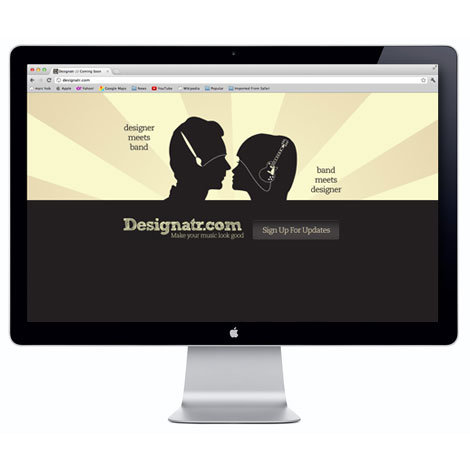 Designatr :: Coming Soon
designatr.com
Apple
Yahoo!
Google Maps
News
YouTube
Wikipedia
Popular
Imported From Safari
designer
meets
band
band
meets
designer
Designatr.com
Make your music look good
Sign Up For Updates